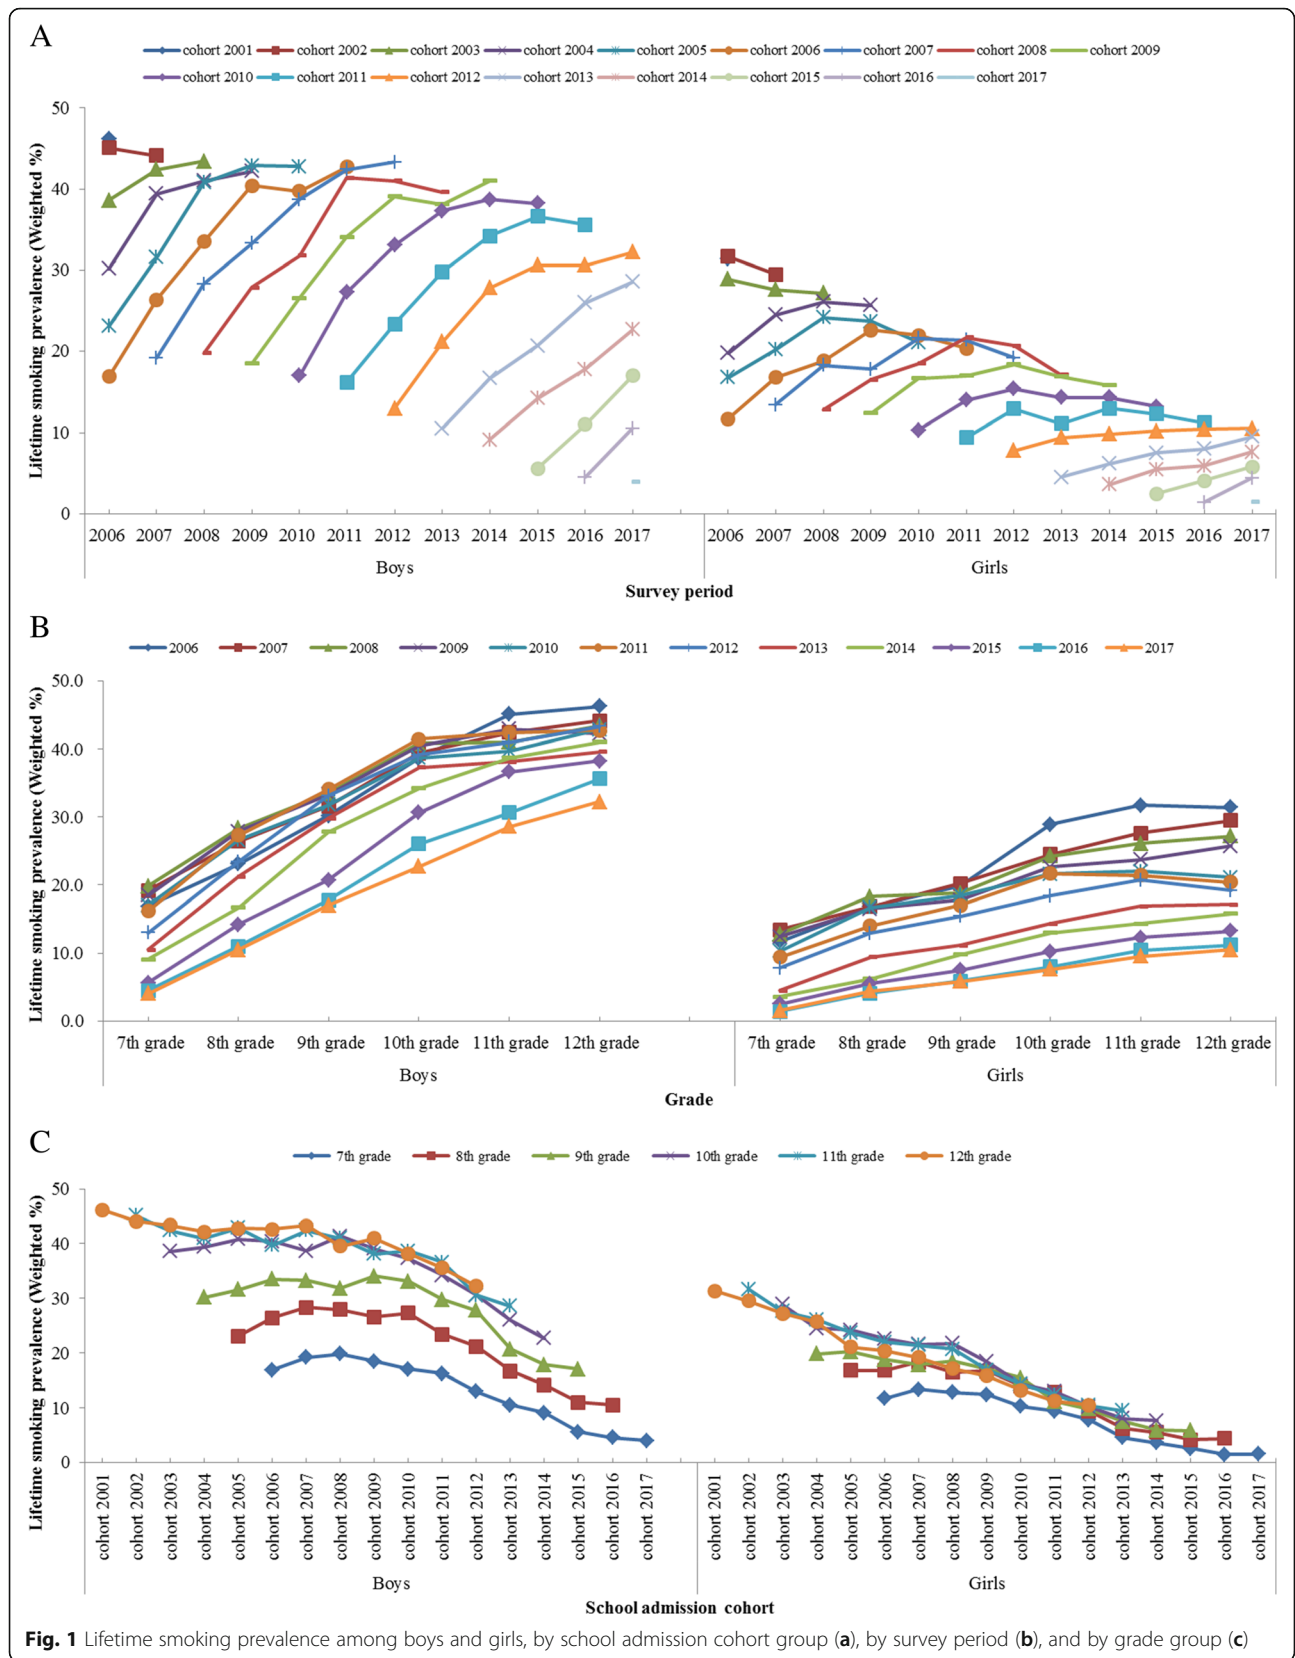 A
cohort 2001 cohort 2002 cohort 2003 cohort 2004 cohort 2005 cohort 2006 cohort 2007 cohort 2008 cohort 2009
cohort 2010 cohort 2011 cohort 2012 cohort 2013 cohort 2014 cohort 2015 cohort 2016 cohort 2017
Lifetime smoking prevalence (Weighted %)
50
40
30
20
10
0
2006 2007 2008 2009 2010 2011 2012 2013 2014 2015 2016 2017 2006 2007 2008 2009 2010 2011 2012 2013 2014 2015 2016 2017
Boys Girls
Survey period
B
2006 2007 2008 2009 2010 2011 2012 2013 2014 2015 2016 2017
Lifetime smoking prevalence (Weighted %)
50.0
40.0
30.0
20.0
10.0
0.0
7th grade 8th grade 9th grade 10th grade 11th grade 12th grade 7th grade 8th grade 9th grade 10th grade 11th grade 12th grade
Boys Girls
Grade
C
7th grade 8th grade 9th grade 10th grade 11th grade 12th grade
Lifetime smoking prevalence (Weighted %)
50
40
30
20
10
0
cohort 2001 cohort 2002 cohort 2003 cohort 2004 cohort 2005 cohort 2006 cohort 2007 cohort 2008 cohort 2009 cohort 2010 cohort 2011 cohort 2012 cohort 2013 cohort 2014 cohort 2015 cohort 2016 cohort 2017 cohort 2001 cohort 2002 cohort 2003 cohort 2004 cohort 2005 cohort 2006 cohort 2007 cohort 2008 cohort 2009 cohort 2010 cohort 2011 cohort 2012 cohort 2013 cohort 2014 cohort 2015 cohort 2016 cohort 2017
Boys Girls
School admission cohort
Fig. 1 Lifetime smoking prevalence among boys and girls, by school admission cohort group (a), by survey period (b), and by grade group (c)